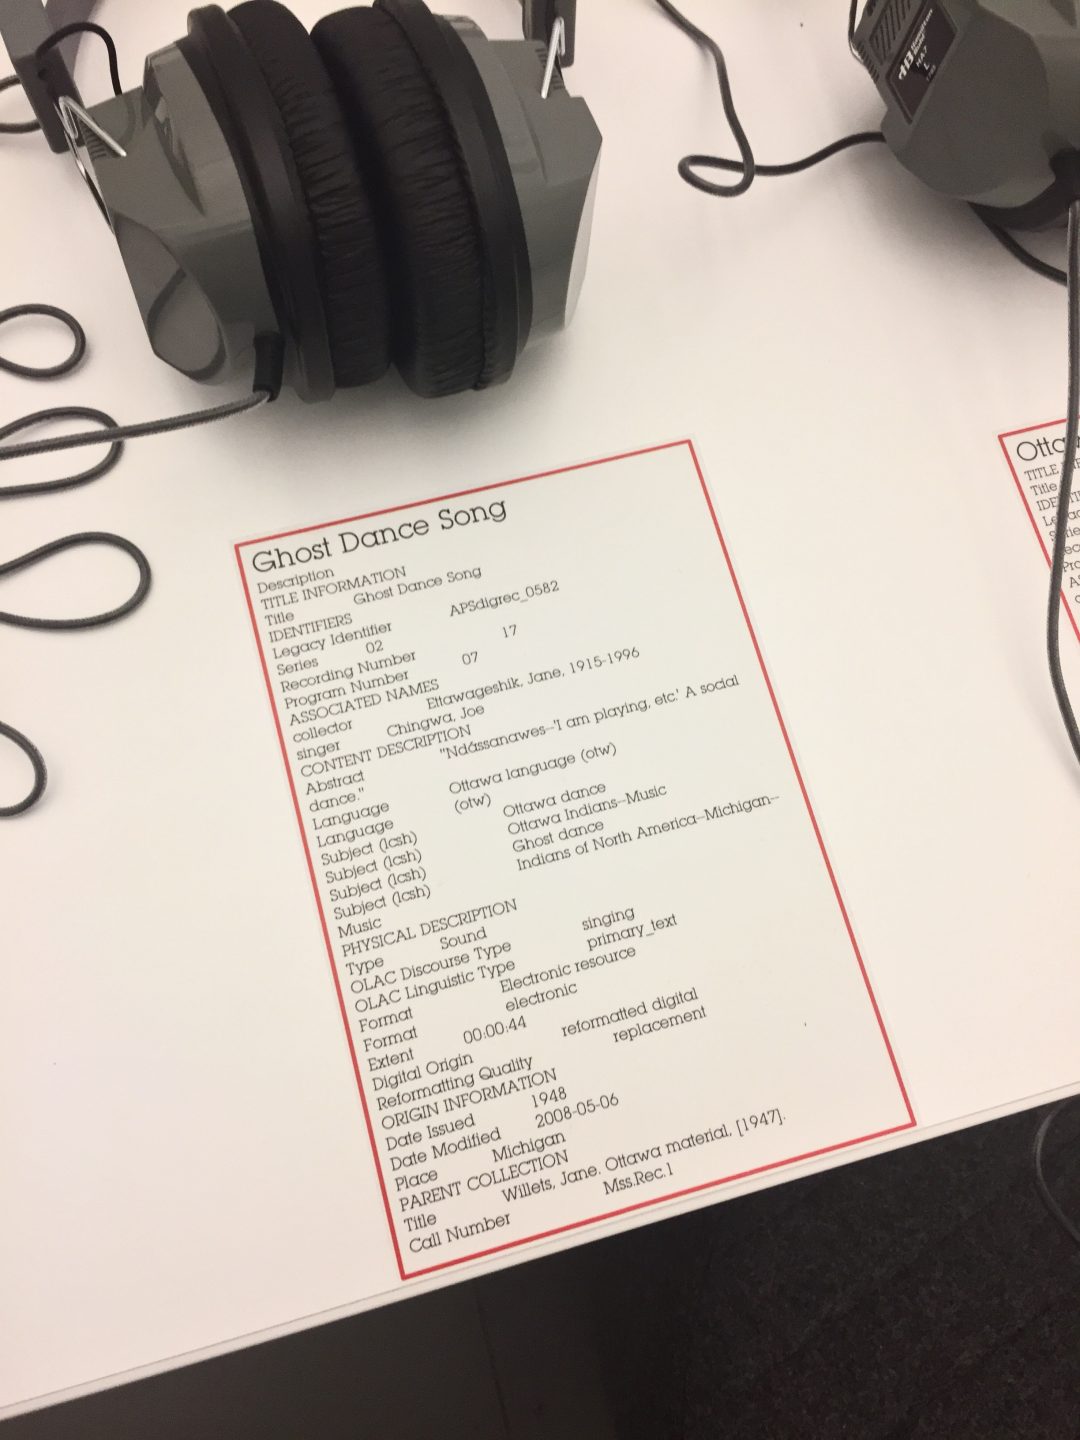 dB
HA-7
L
Ghost Dance Song
Description
TITLE INFORMATION
Title Ghost Dance Song
IDENTIFIERS
Legacy Identifier APSdigrec_0582
Series 02
Recording Number 17
Program Number 07
ASSOCIATED NAMES
collector Ettawageshik, Jane, 1915-1996
singer Chingwa, Joe
CONTENT DESCRIPTION
Abstract "Ndássanawes--'I am playing, etc.' A social
dance."
Language Ottawa language (otw)
Language (otw)
Subject (lcsh) Ottawa dance
Subject (lcsh) Ottawa Indians--Music
Subject (lcsh) Ghost dance
Subject (lcsh) Indians of North America--Michigan--
Music
PHYSICAL DESCRIPTION
Type Sound
OLAC Discourse Type singing
OLAC Linguistic Type primary_text
Format Electronic resource
Format electronic
Extent 00:00:44
Digital Origin reformatted digital
Reformatting Quality replacement
ORIGIN INFORMATION
Date Issued 1948
Date Modified 2008-05-06
Place Michigan
PARENT COLLECTION
Title Willets, Jane. Ottawa material, [1947].
Call Number Mss.Rec.1
TITLE
Title